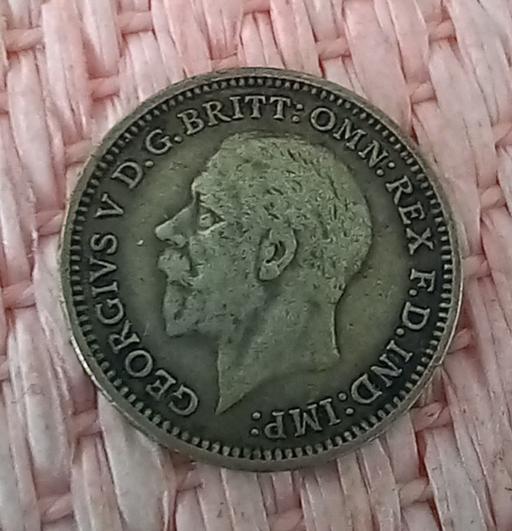 GEORGIVS V D.G.BRITT: OMN: REX F.D.IND:IMP: